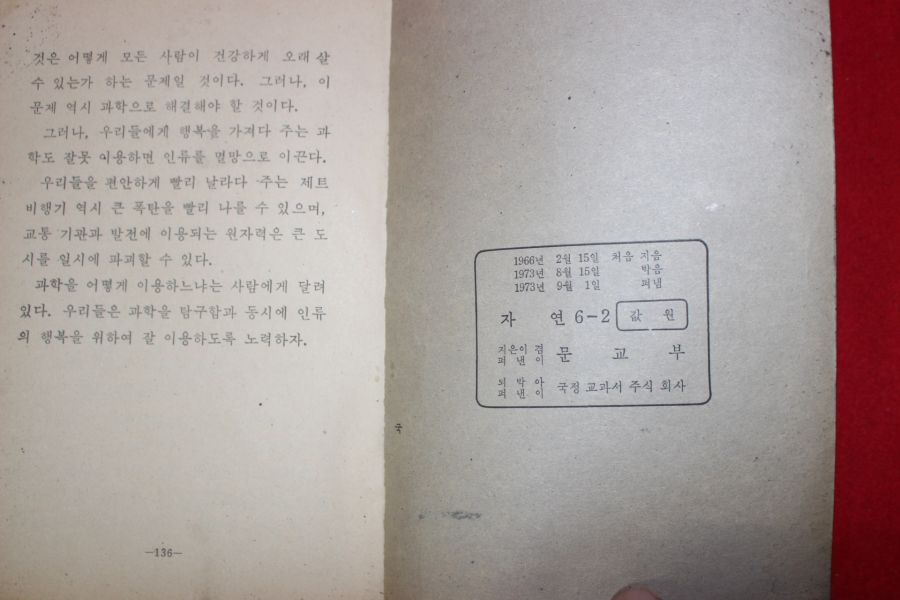 것은 어떻게 모든 사람이 건강하게 오래 살
수 있는가 하는 문제일 것이다. 그러나, 이
문제 역시 과학으로 해결해야 할 것이다.
그러나, 우리들에게 행복을 가져다 주는 과
학도 잘못 이용하면 인류를 멸망으로 이끈다.
우리들을 편안하게 빨리 날라다 주는 제트
비행기 역시 큰 폭탄을 빨리 나를 수 있으며,
교통 기관과 발전에 이용되는 원자력은 큰 도
시를 일시에 파괴할 수 있다.
과학을 어떻게 이용하느냐는 사람에게 달려
있다. 우리들은 과학을 탐구함과 동시에 인류
의 행복을 위하여 잘 이용하도록 노력하자.
—136—
국
1966년 2월 15일 처음 지음
1973년 8월 15일 박음
1973년 9월 1일 펴냄
자 연 6-2 값 원
지은이 겸
펴 낸 이 문 교 부
되 박 아
펴 낸 이 국정 교과서 주식 회사